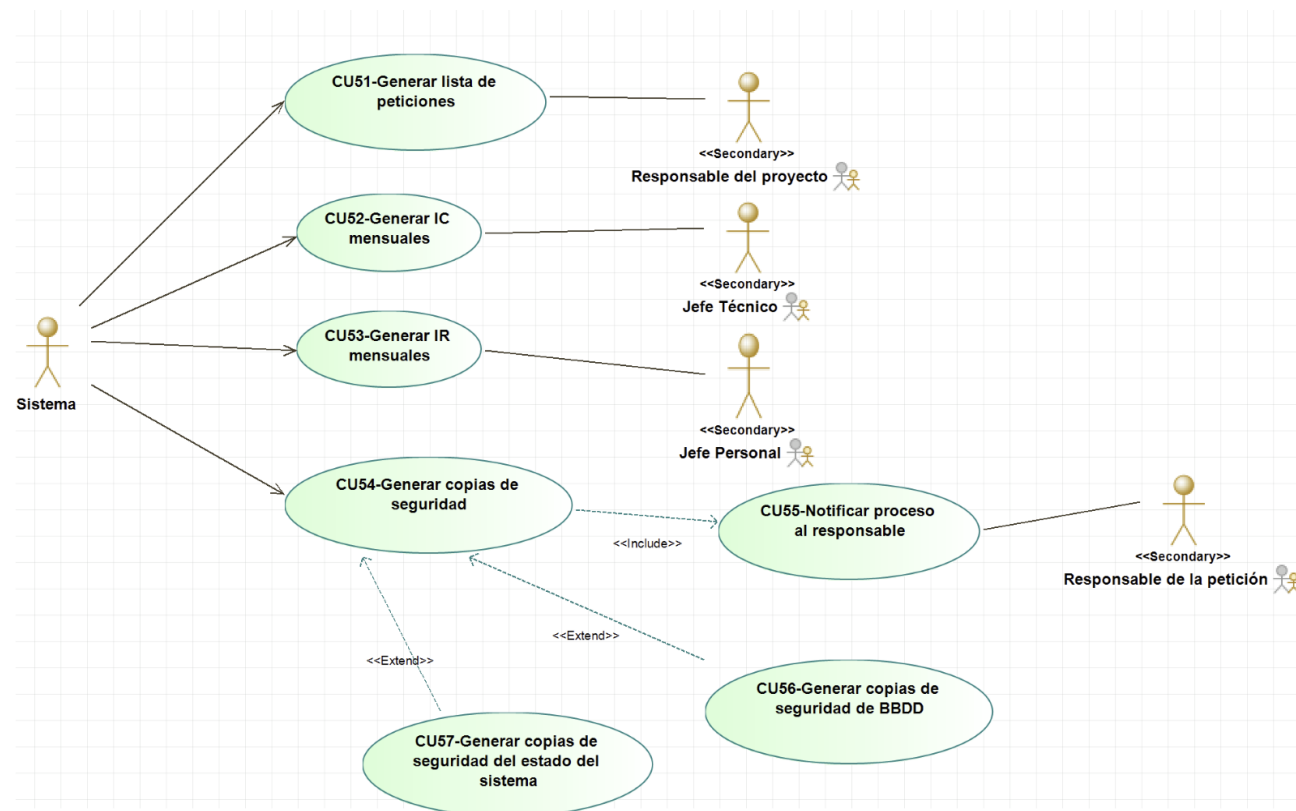 CU51-Generar lista de
peticiones
<<Secondary>>
Responsable del proyecto
CU52-Generar IC
mensuales
<<Secondary>>
Jefe Técnico
CU53-Generar IR
mensuales
Sistema
<<Secondary>>
Jefe Personal
CU54-Generar copias de
seguridad
CU55-Notificar proceso
al responsable
<<Include>>
<<Secondary>>
Responsable de la petición
<<Extend>>
<<Extend>>
CU56-Generar copias de
seguridad de BBDD
CU57-Generar copias de
seguridad del estado del
sistema